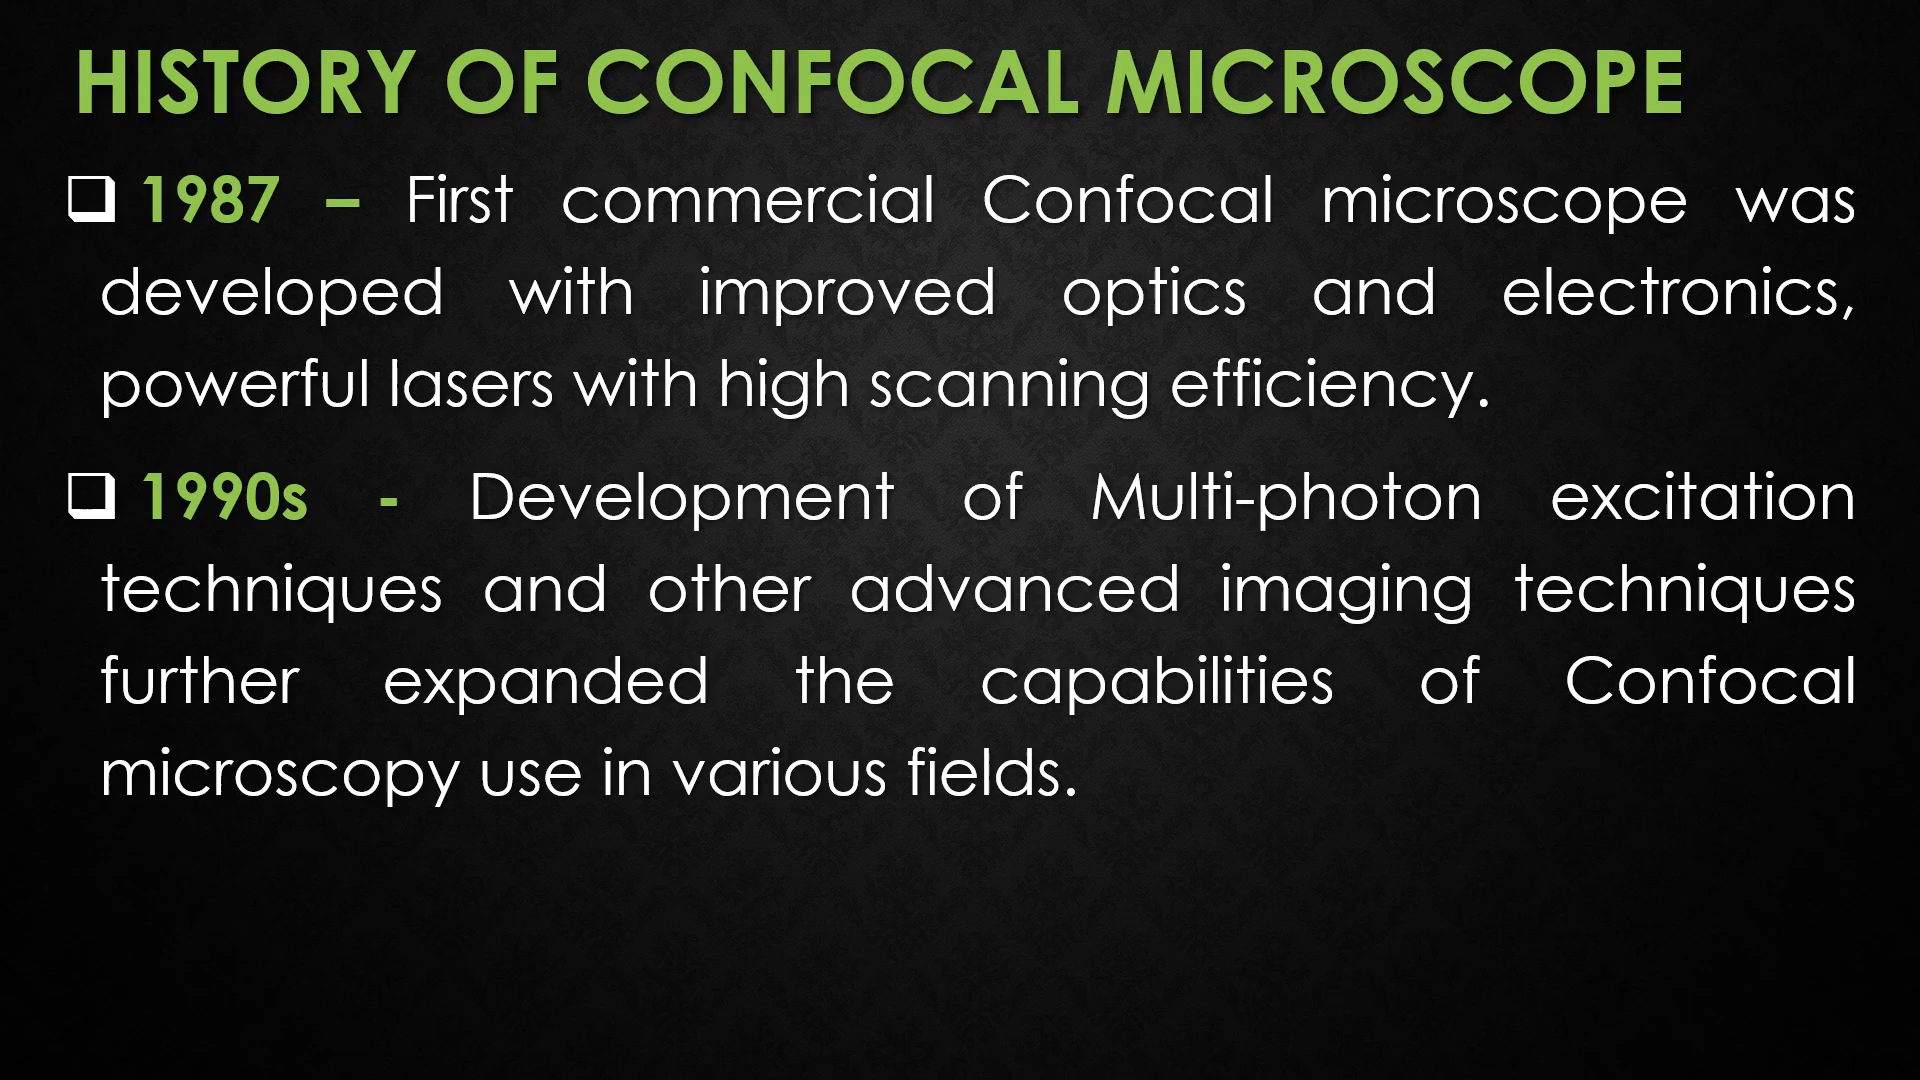 HISTORY OF CONFOCAL MICROSCOPE
❑ 1987 – First commercial Confocal microscope was
developed with improved optics and electronics,
powerful lasers with high scanning efficiency.
❑ 1990s - Development of Multi-photon excitation
techniques and other advanced imaging techniques
further expanded the capabilities of Confocal
microscopy use in various fields.